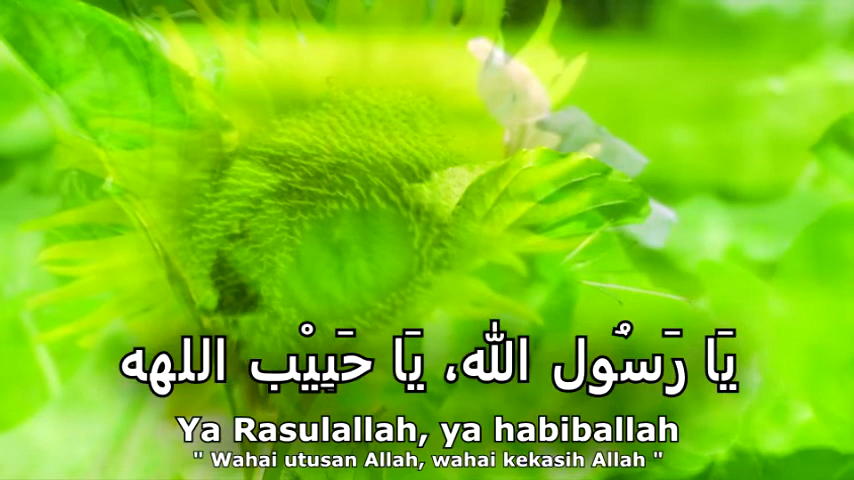 يَا رَسُول الله، يَا حَيِيْب اللهه
Ya Rasulallah, ya habiballah
" Wahai utusan Allah, wahai kekasih Allah "